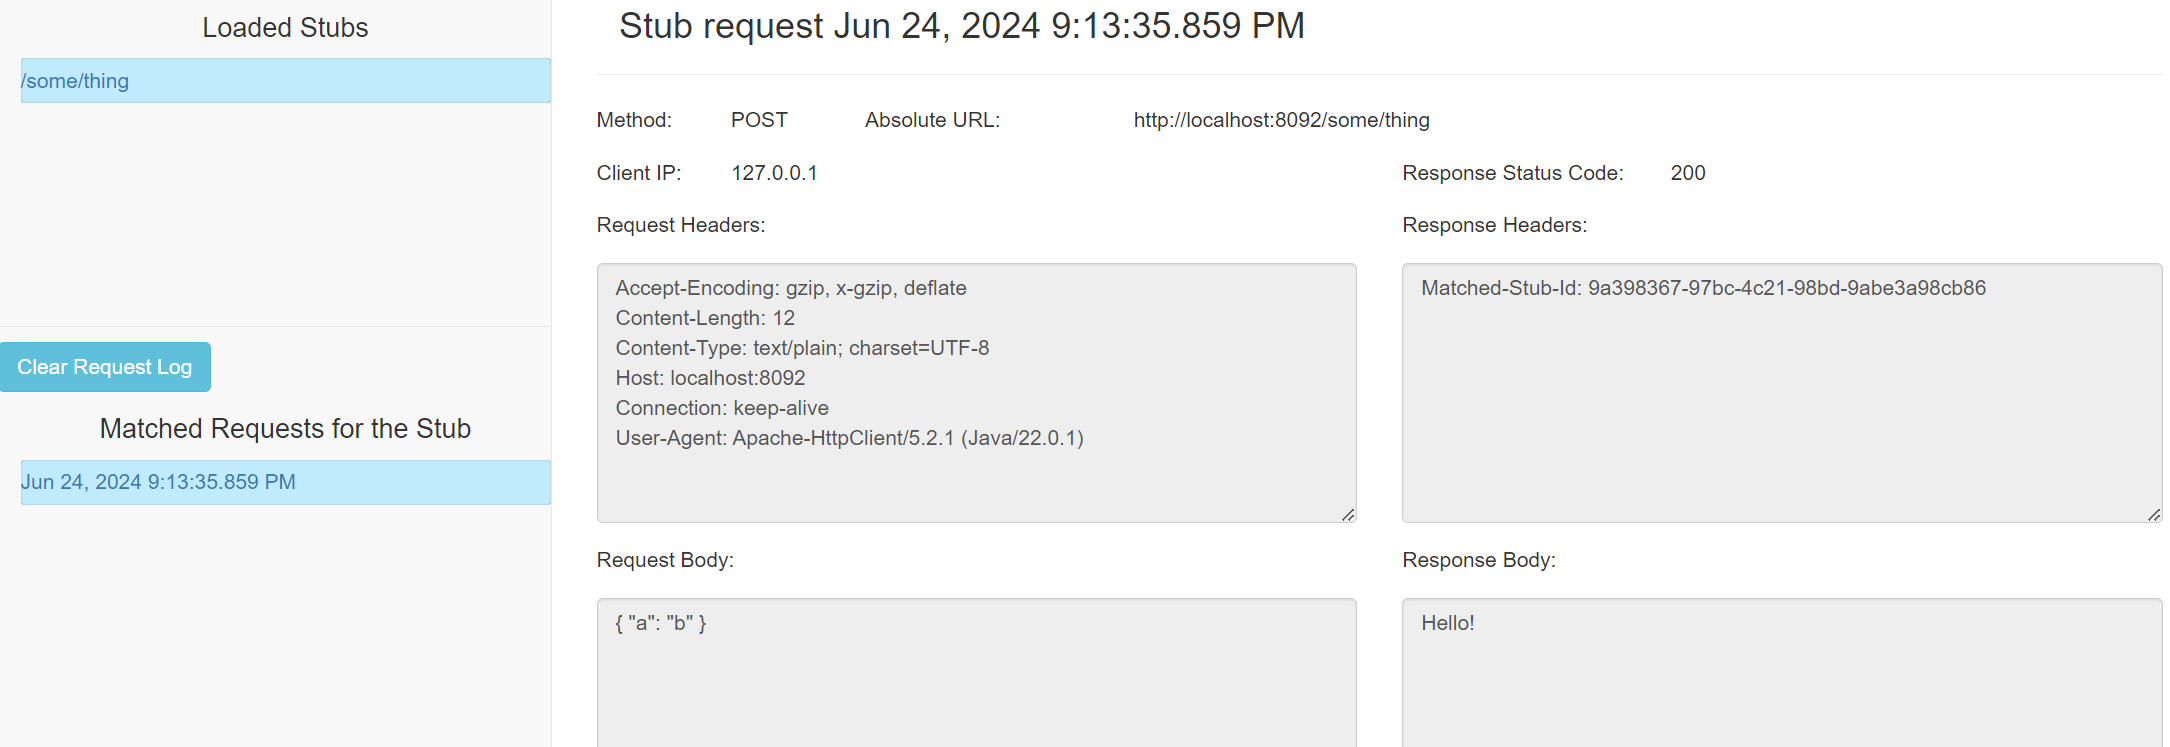 Loaded Stubs
/some/thing
Clear Request Log
Matched Requests for the Stub
Jun 24, 2024 9:13:35.859 PM
Stub request Jun 24, 2024 9:13:35.859 PM
Method: POST Absolute URL: http://localhost:8092/some/thing
Client IP: 127.0.0.1 Response Status Code: 200
Request Headers:
Accept-Encoding: gzip, x-gzip, deflate
Content-Length: 12
Content-Type: text/plain; charset=UTF-8
Host: localhost:8092
Connection: keep-alive
User-Agent: Apache-HttpClient/5.2.1 (Java/22.0.1)
Response Headers:
Matched-Stub-Id: 9a398367-97bc-4c21-98bd-9abe3a98cb86
Request Body:
{ "a": "b" }
Response Body:
Hello!